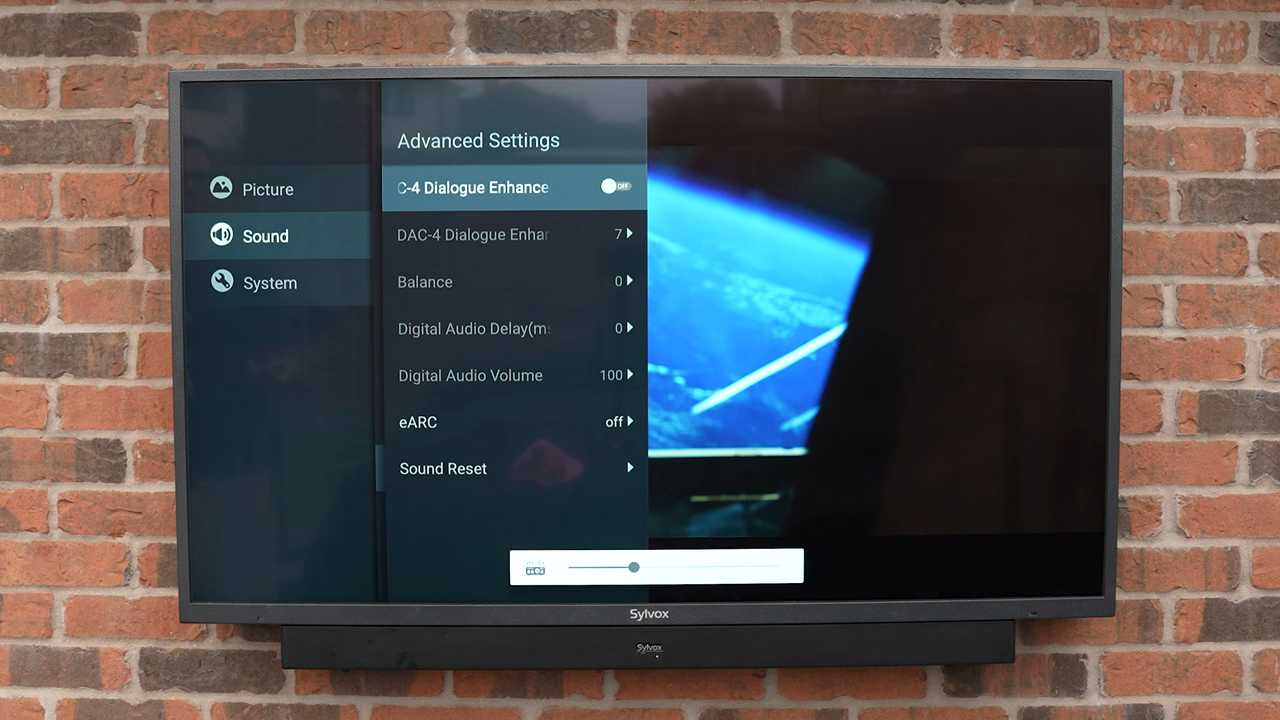 Advanced Settings
Picture
C-4 Dialogue Enhance OFF
Sound
DAC-4 Dialogue Enhar 7
System
Balance 0
Digital Audio Delay(ms 0
Digital Audio Volume 100
eARC off
Sound Reset
Sylvox
Sylvox